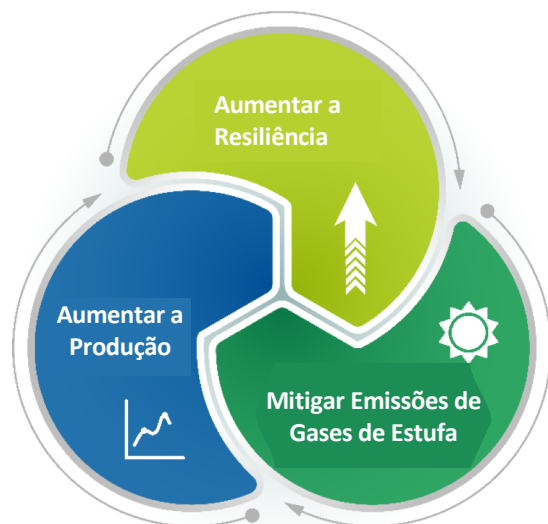 Aumentar a
Resiliência
Aumentar a
Produção
Mitigar Emissões de
Gases de Estufa